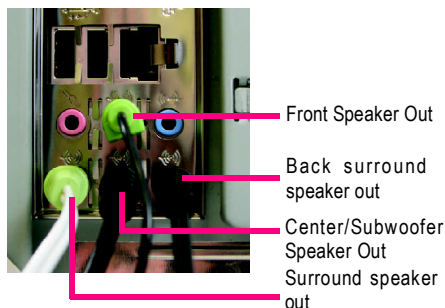 Front Speaker Out
Back surround
speaker out
Center/Subwoofer
Speaker Out
Surround speaker
out